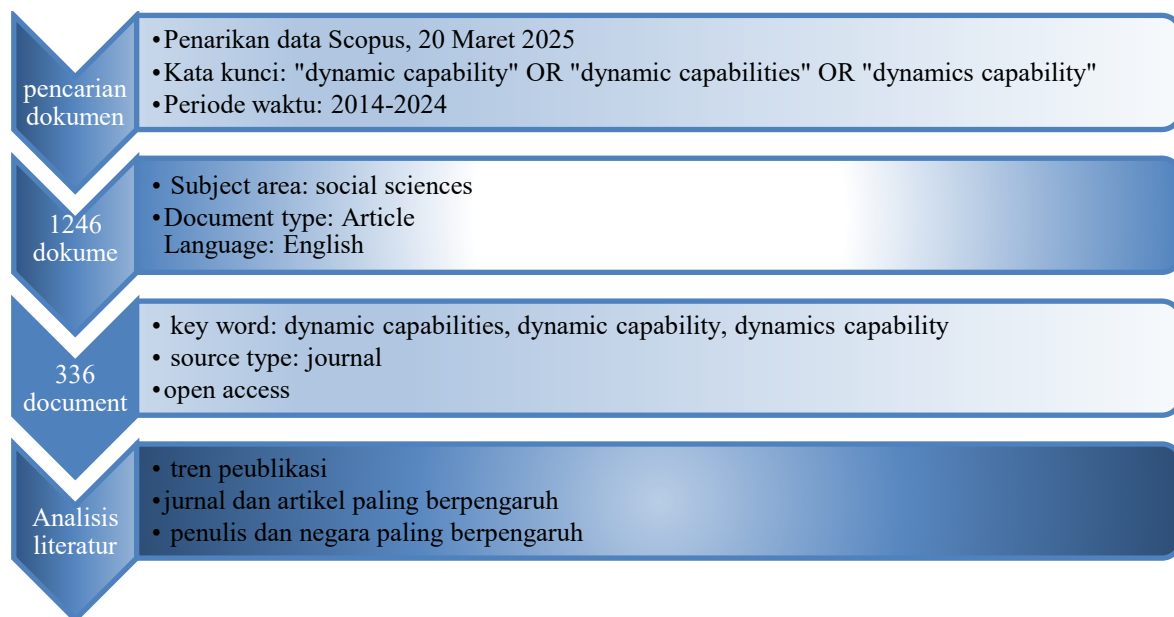 pencarian
dokumen
•Penarikan data Scopus, 20 Maret 2025
•Kata kunci: "dynamic capability" OR "dynamic capabilities" OR "dynamics capability"
•Periode waktu: 2014-2024
1246
dokume
• Subject area: social sciences
•Document type: Article
Language: English
336
document
• key word: dynamic capabilities, dynamic capability, dynamics capability
• source type: journal
•open access
Analisis
literatur
• tren peublikasi
•jurnal dan artikel paling berpengaruh
• penulis dan negara paling berpengaruh